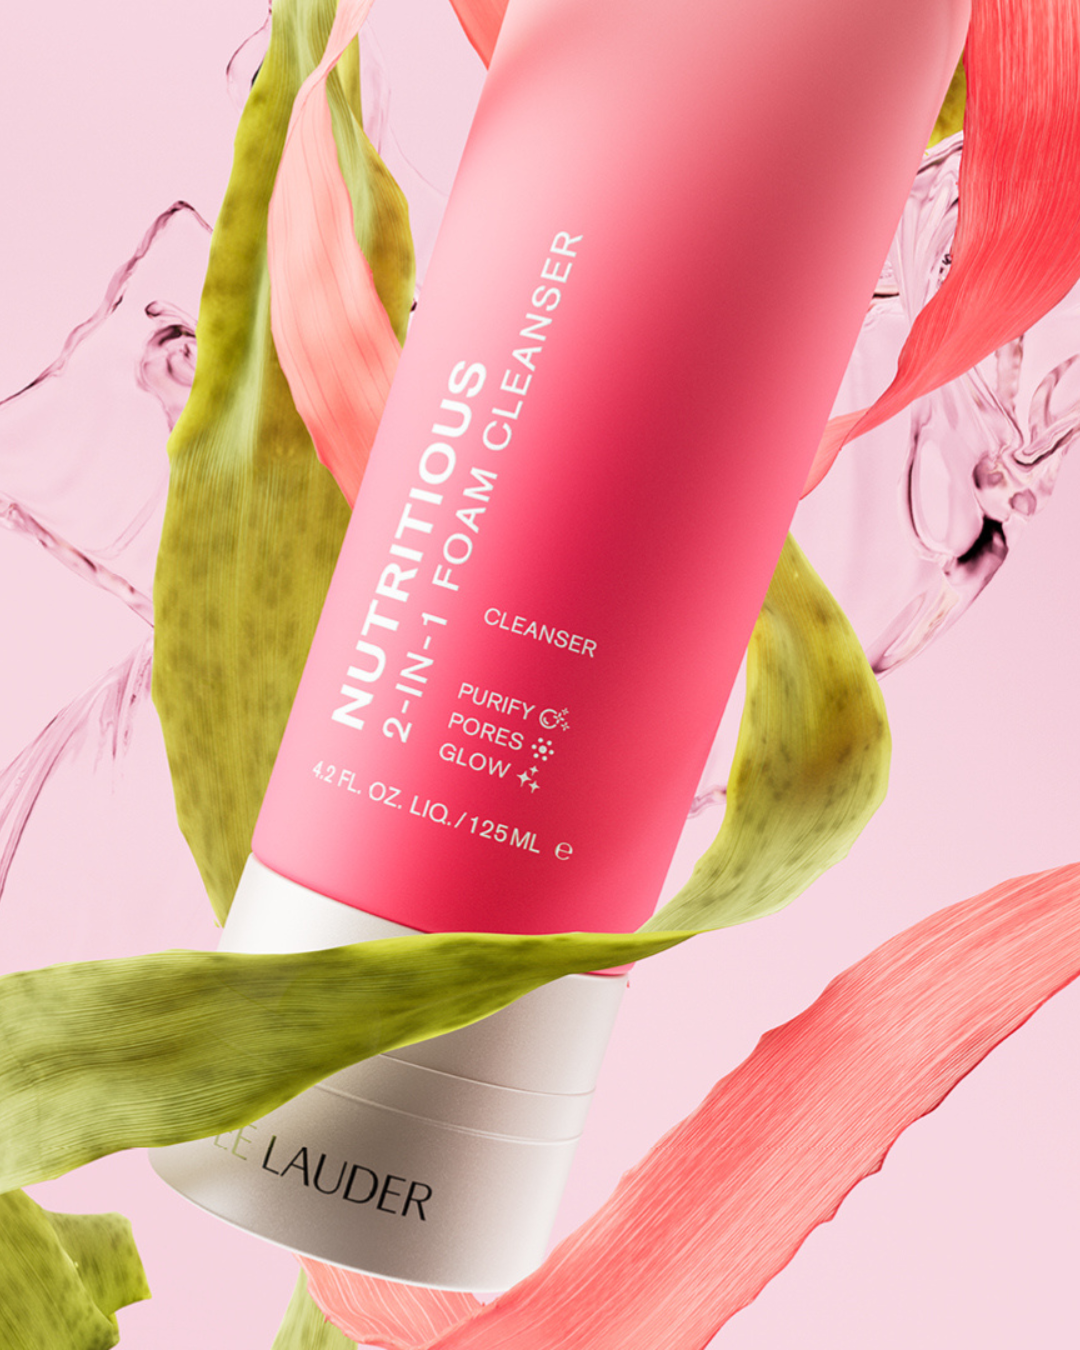 NUTRITIOUS
2-IN-1 FOAM CLEANSER
CLEANSER
PURIFY
PORES
GLOW
4.2 FL. OZ. LIQ. / 125 ML ℮
LAUDER